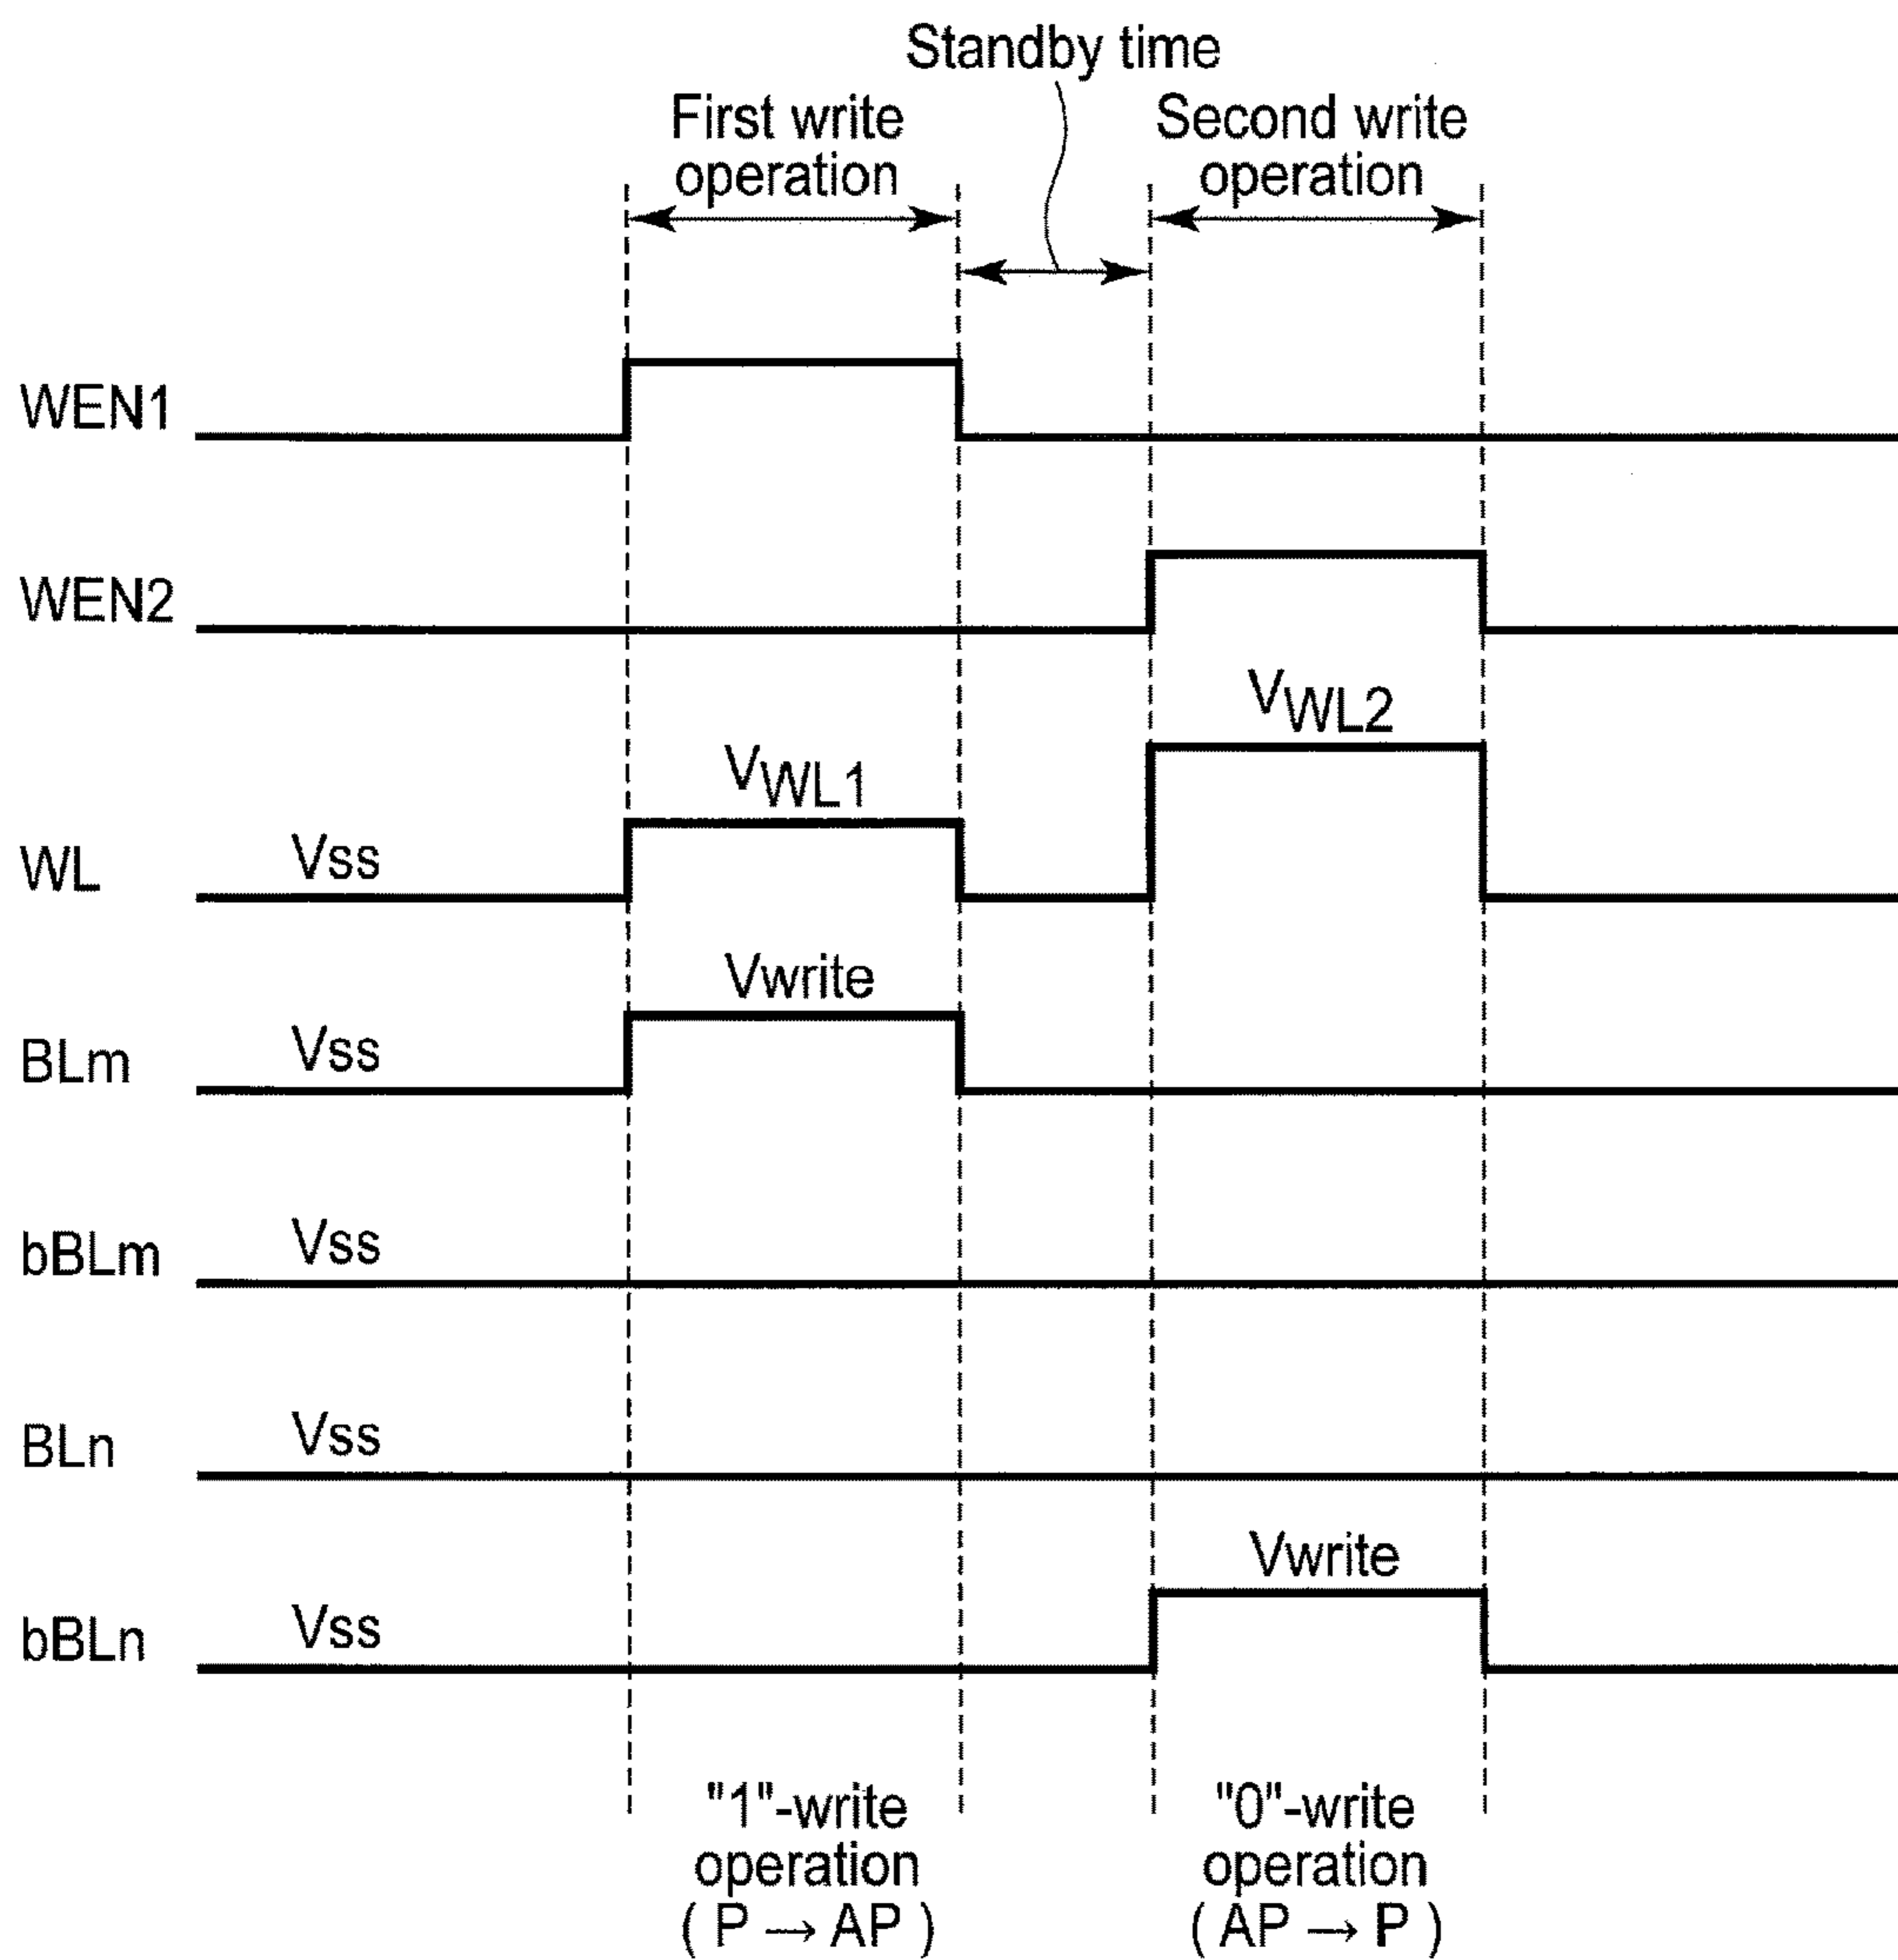 Standby time
First write
operation
Second write
operation
WEN1
WEN2
VWL2
VWL1
WL
Vss
Vwrite
BLm
Vss
bBLm
Vss
BLn
Vss
Vwrite
bBLn
Vss
"1"-write
operation
( P → AP )
"0"-write
operation
( AP → P )